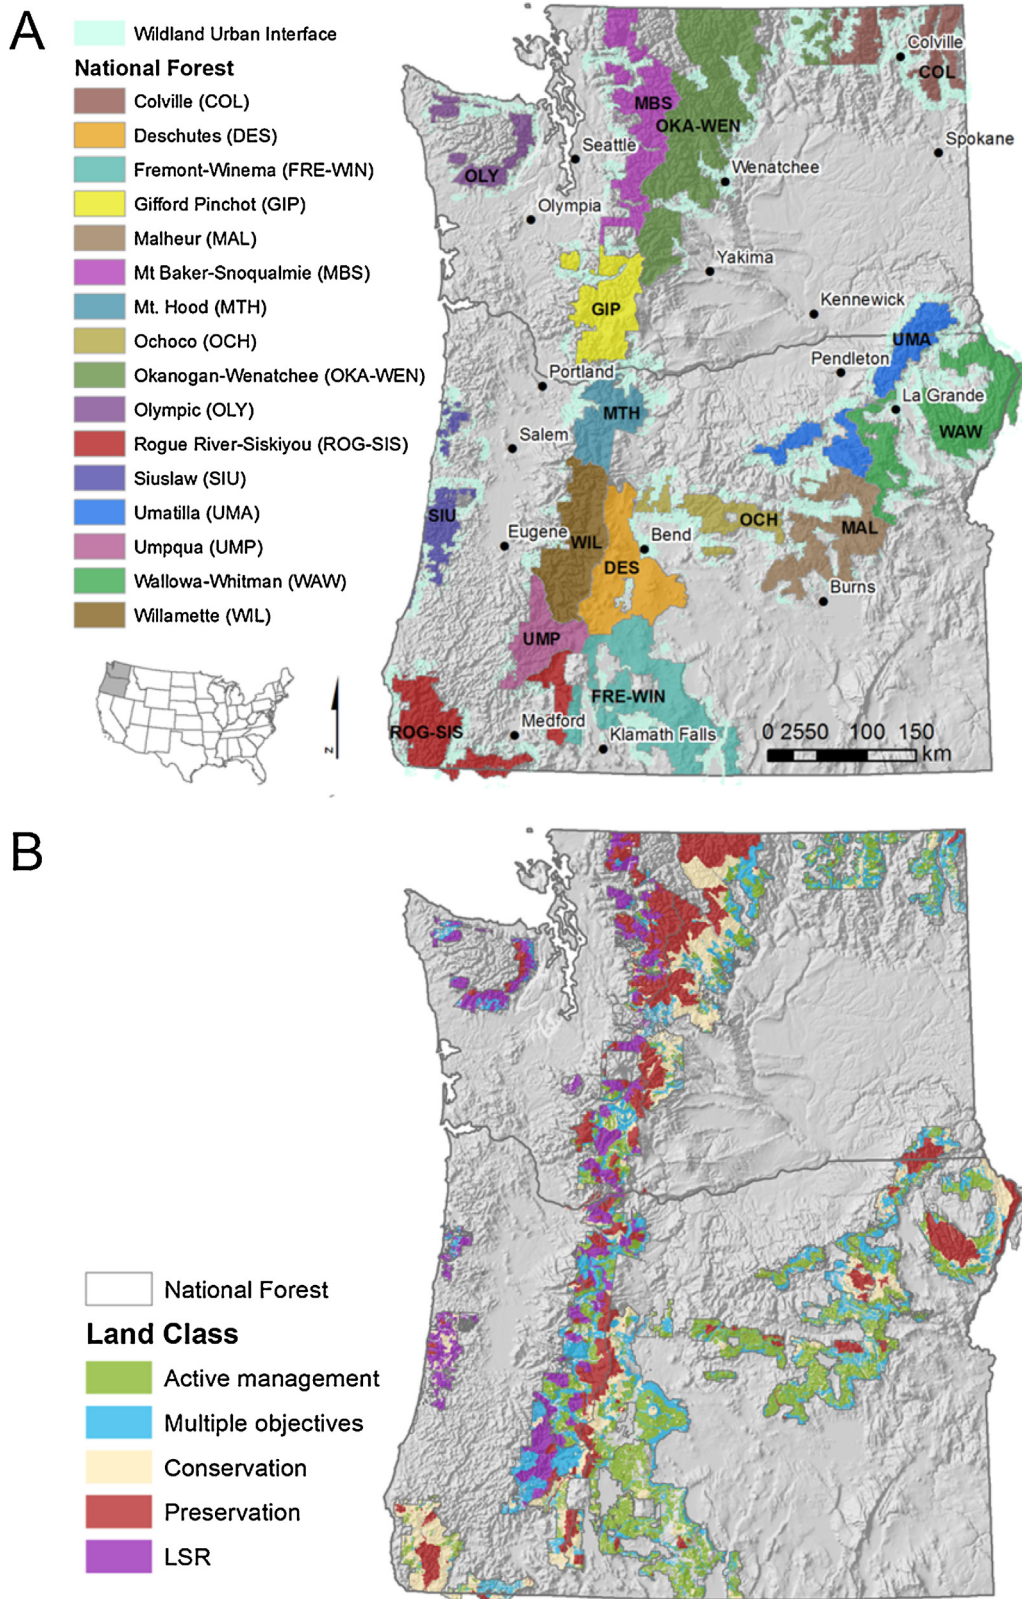 A
Wildland Urban Interface
National Forest
Colville (COL)
Deschutes (DES)
Fremont-Winema (FRE-WIN)
Gifford Pinchot (GIP)
Malheur (MAL)
Mt Baker-Snoqualmie (MBS)
Mt. Hood (MTH)
Ochoco (OCH)
Okanogan-Wenatchee (OKA-WEN)
Olympic (OLY)
Rogue River-Siskiyou (ROG-SIS)
Siuslaw (SIU)
Umatilla (UMA)
Umpqua (UMP)
Wallowa-Whitman (WAW)
Willamette (WIL)
N
Colville
COL
MBS
OKA-WEN
Seattle
Spokane
OLY
Wenatchee
Olympia
Yakima
GIP
Kennewick
UMA
Pendleton
Portland
La Grande
MTH
WAW
Salem
SIU
OCH
MAL
Eugene
WIL
Bend
DES
Burns
UMP
FRE-WIN
ROG-SIS
Medford
Klamath Falls
0 2550 100 150
km
B
National Forest
Land Class
Active management
Multiple objectives
Conservation
Preservation
LSR